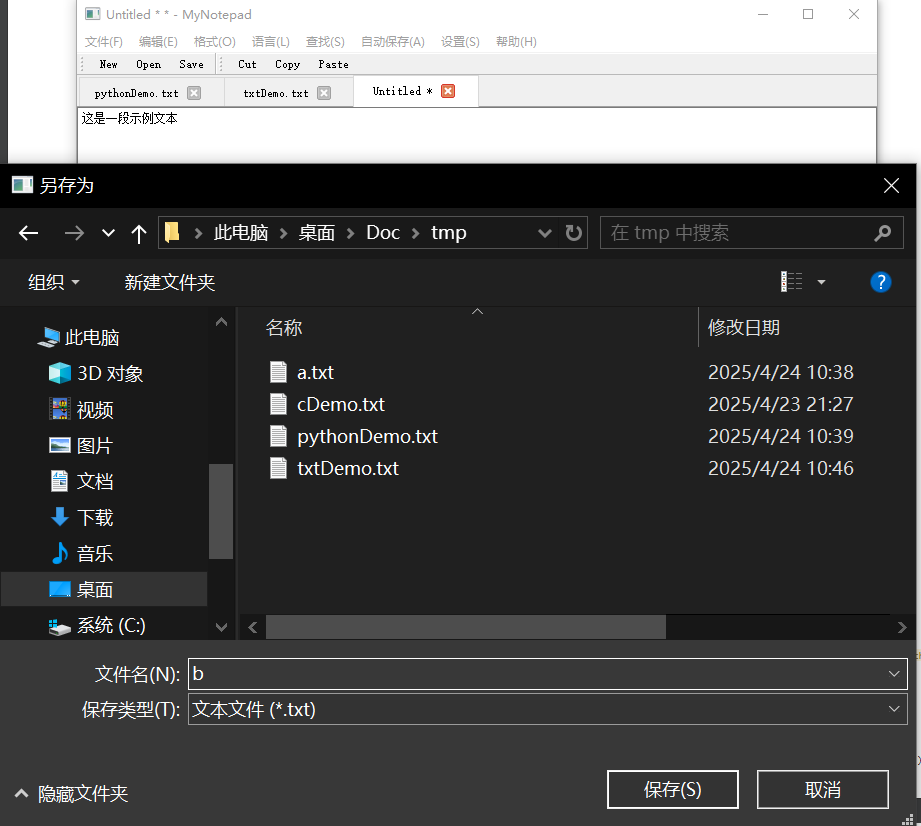 Untitled * * - MyNotepad
文件(F) 编辑(E) 格式(O) 语言(L) 查找(S) 自动保存(A) 设置(S) 帮助(H)
New Open Save Cut Copy Paste
pythonDemo.txt txtDemo.txt Untitled *
这是一段示例文本
另存为
此电脑 桌面 Doc tmp 在 tmp 中搜索
组织 新建文件夹
名称 修改日期
此电脑
3D 对象
视频
图片
文档
下载
音乐
桌面
系统 (C:)
a.txt 2025/4/24 10:38
cDemo.txt 2025/4/23 21:27
pythonDemo.txt 2025/4/24 10:39
txtDemo.txt 2025/4/24 10:46
文件名(N): b
保存类型(T): 文本文件 (*.txt)
隐藏文件夹 保存(S) 取消